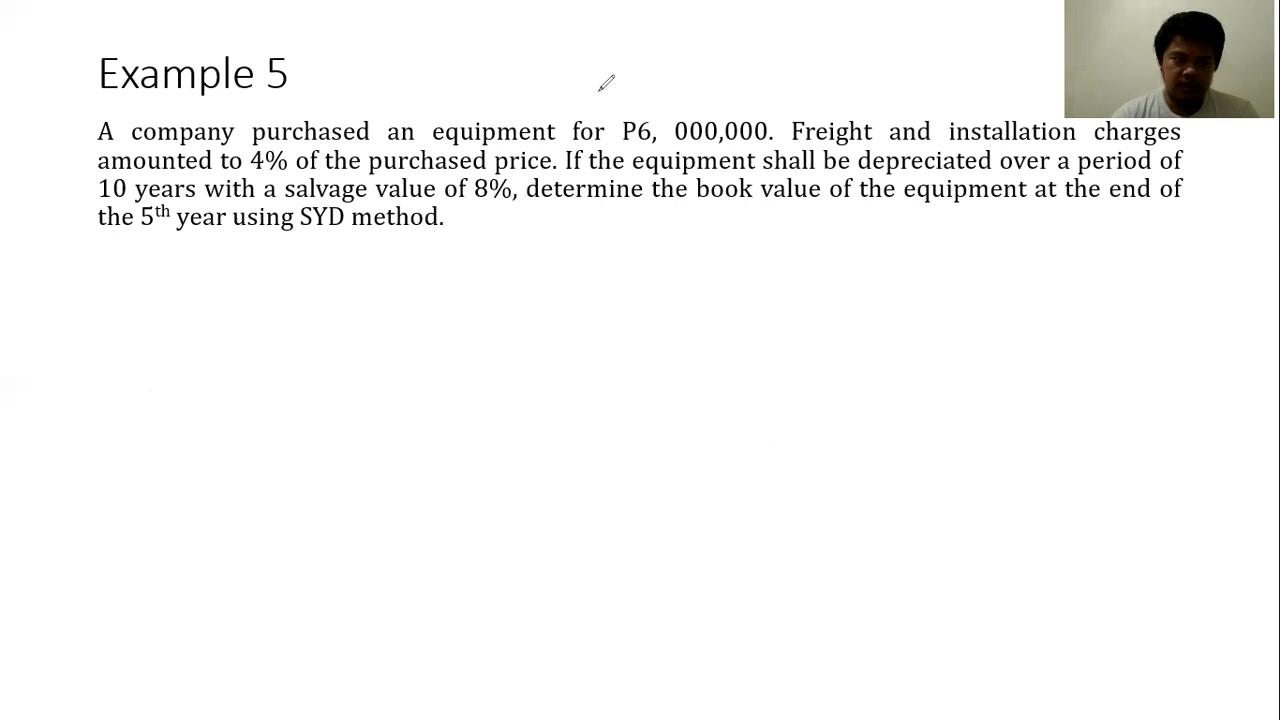 Example 5
A company purchased an equipment for P6, 000,000. Freight and installation charges
amounted to 4% of the purchased price. If the equipment shall be depreciated over a period of
10 years with a salvage value of 8%, determine the book value of the equipment at the end of
the 5th year using SYD method.